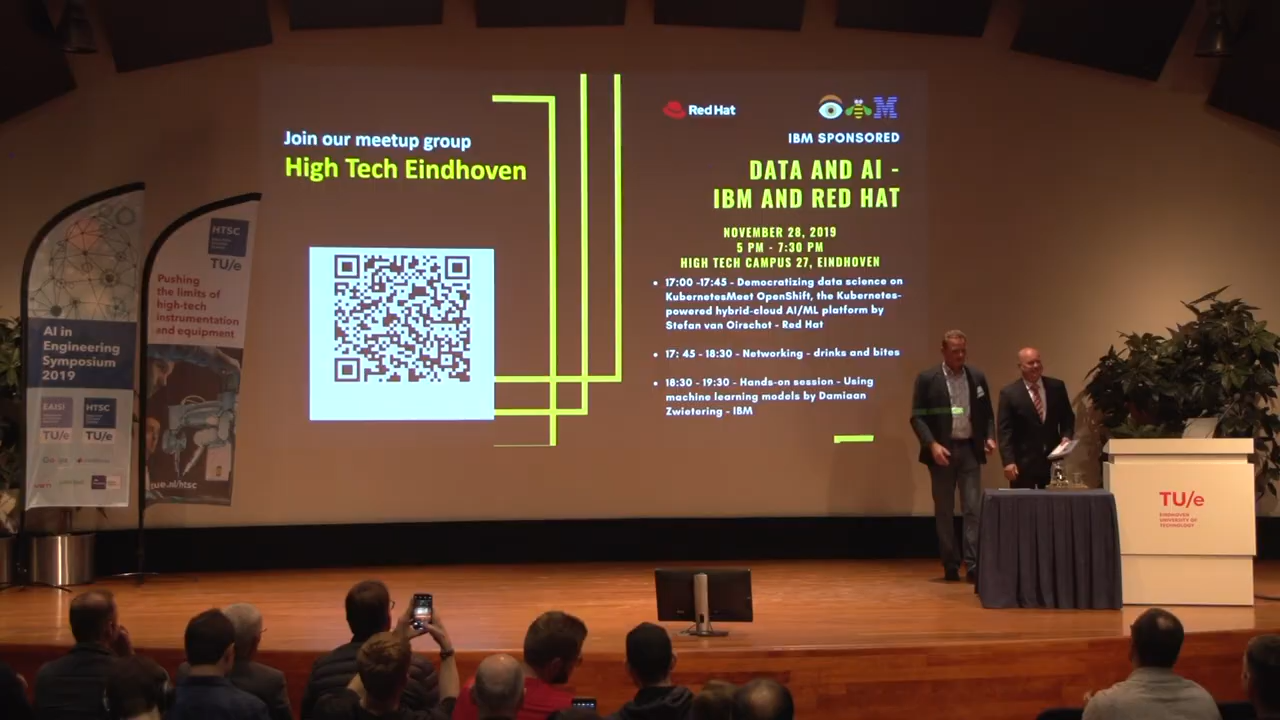 Join our meetup group
High Tech Eindhoven
Red Hat
M
IBM SPONSORED
DATA AND AI -
IBM AND RED HAT
NOVEMBER 28, 2019
5 PM - 7:30 PM
HIGH TECH CAMPUS 27, EINDHOVEN
• 17:00 -17:45 - Democratizing data science on
KubernetesMeet OpenShift, the Kubernetes-
powered hybrid-cloud AI/ML platform by
Stefan van Oirschot - Red Hat
• 17: 45 - 18:30 - Networking - drinks and bites
• 18:30 - 19:30 - Hands-on session - Using
machine learning models by Damiaan
Zwietering - IBM
AI in
Engineering
Symposium
2019
EAISI
HTSC
TU/e
TU/e
HTSC
TU/e
Pushing
the limits of
high-tech
instrumentation
and equipment
tue.nl/htsc
TU/e
EINDHOVEN
UNIVERSITY OF
TECHNOLOGY